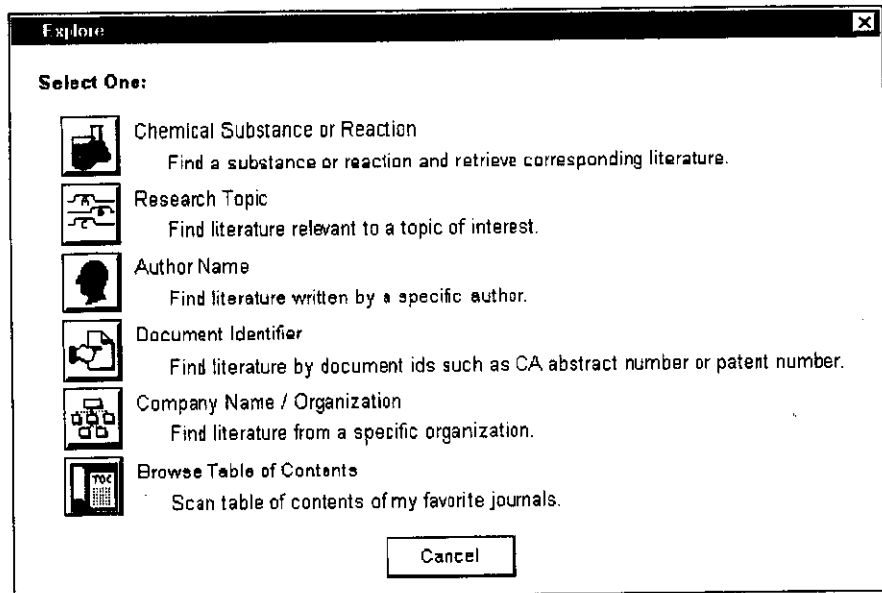 Explore
Select One:
Chemical Substance or Reaction
Find a substance or reaction and retrieve corresponding literature.
Research Topic
Find literature relevant to a topic of interest.
Author Name
Find literature written by a specific author.
Document Identifier
Find literature by document ids such as CA abstract number or patent number.
Company Name / Organization
Find literature from a specific organization.
TOC
Browse Table of Contents
Scan table of contents of my favorite journals.
Cancel